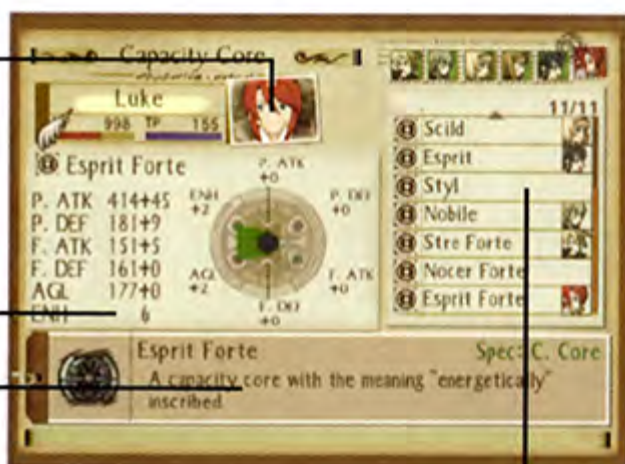 Capacity Core
Luke
998 TP 155
Esprit Forte
P. ATK 414+45
P. DEF 181+9
F. ATK 151+5
F. DEF 161+0
AGL 177+0
ENH 6
P. ATK
+0
ENH
+2
P. DEF
+0
AGL
+2
F. ATK
+0
F. DEF
+0
11/11
Scild
Esprit
Styl
Nobile
Stre Forte
Nocer Forte
Esprit Forte
Esprit Forte Spec: C. Core
A capacity core with the meaning "energetically"
inscribed